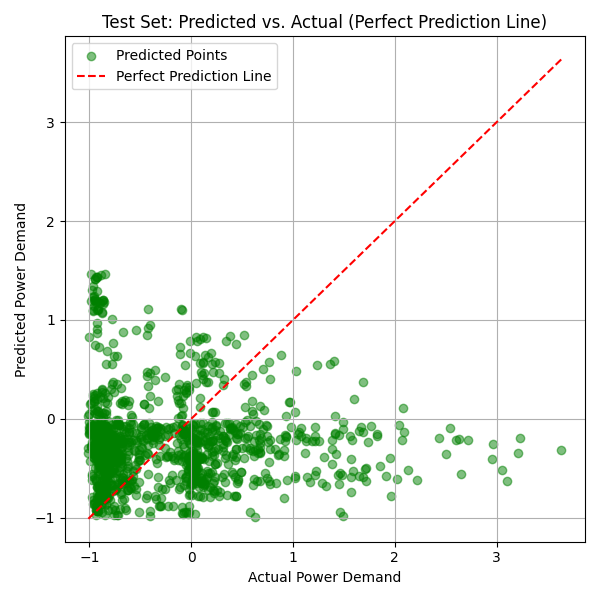 Test Set: Predicted vs. Actual (Perfect Prediction Line)
Predicted Points
Perfect Prediction Line
Predicted Power Demand
3
2
1
0
−1
−1 0 1 2 3
Actual Power Demand